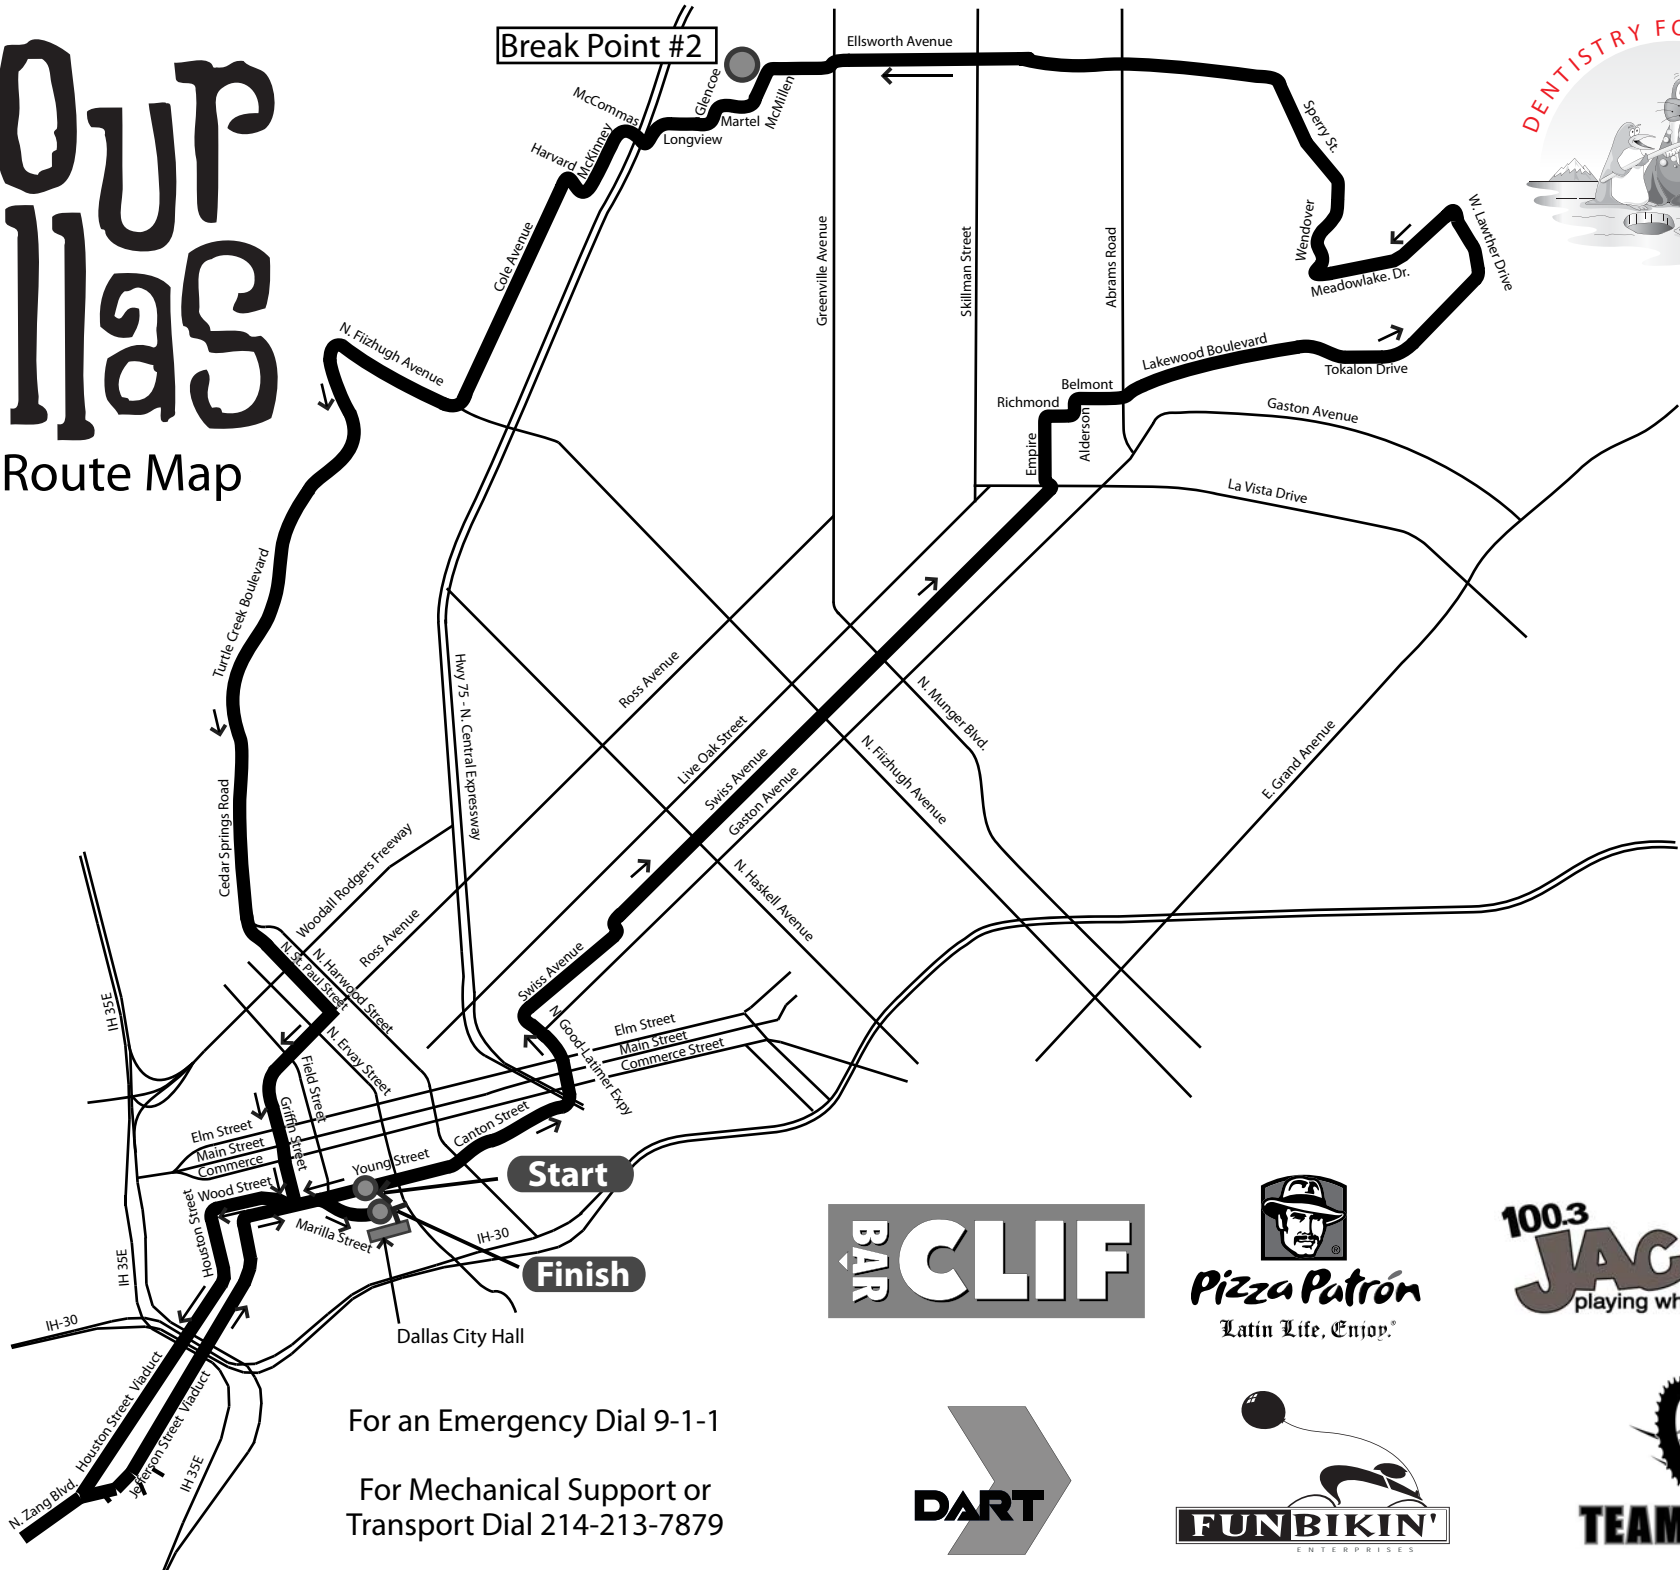 our
llas
Route Map
Break Point #2
Ellsworth Avenue
Glencoe
McMillen
McCommas
McKinney
Martel
Longview
Harvard
Cole Avenue
N. Fiizhugh Avenue
Greenville Avenue
Skillman Street
Abrams Road
Sperry St.
Wendover
W. Lawther Drive
Meadowlake. Dr.
Lakewood Boulevard
Tokalon Drive
Belmont
Richmond
Alderson
Empire
Gaston Avenue
La Vista Drive
Turtle Creek Boulevard
Cedar Springs Road
Hwy 75 - N. Central Expressway
Ross Avenue
Live Oak Street
Swiss Avenue
Gaston Avenue
N. Munger Blvd.
N. Fiizhugh Avenue
E. Grand Anenue
N. Haskell Avenue
Woodall Rodgers Freeway
Ross Avenue
N. St. Paul Street
N. Harwood Street
N. Ervay Street
Field Street
Griffin Street
Swiss Avenue
N. Good-Latimer Expy
Elm Street
Main Street
Commerce Street
Canton Street
IH 35E
Elm Street
Main Street
Commerce
Young Street
Wood Street
Houston Street
Marilla Street
Start
Finish
IH-30
IH 35E
IH-30
Dallas City Hall
Houston Street Viaduct
Jefferson Street Viaduct
N. Zang Blvd.
IH 35E
For an Emergency Dial 9-1-1
For Mechanical Support or
Transport Dial 214-213-7879
DENTISTRY FO
BAR
CLIF
Pizza Patrón
Latin Life, Enjoy.®
100.3
JAC
playing wh
DART
FUNBIKIN'
ENTERPRISES
TEAM